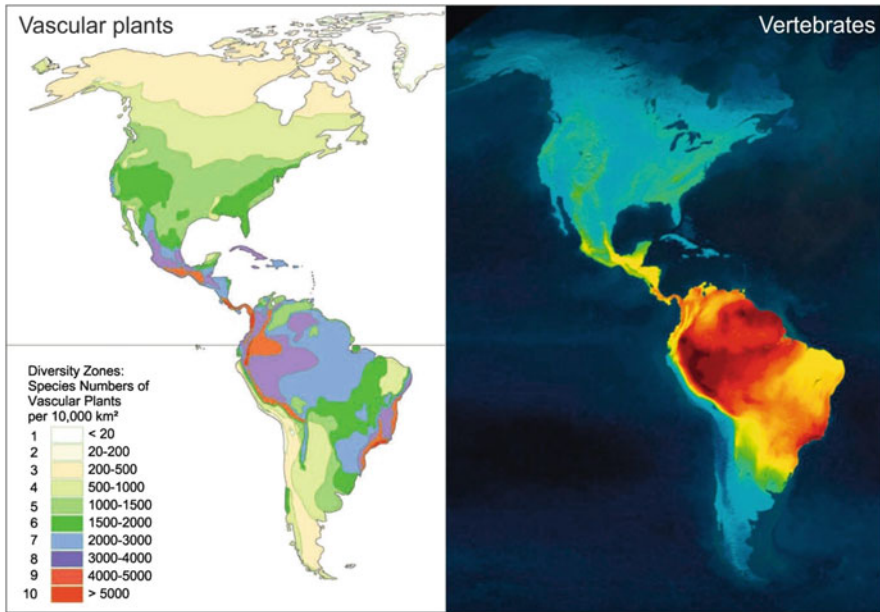 Vascular plants
Vertebrates
Diversity Zones:
Species Numbers of
Vascular Plants
per 10,000 km²
1 < 20
2 20-200
3 200-500
4 500-1000
5 1000-1500
6 1500-2000
7 2000-3000
8 3000-4000
9 4000-5000
10 > 5000